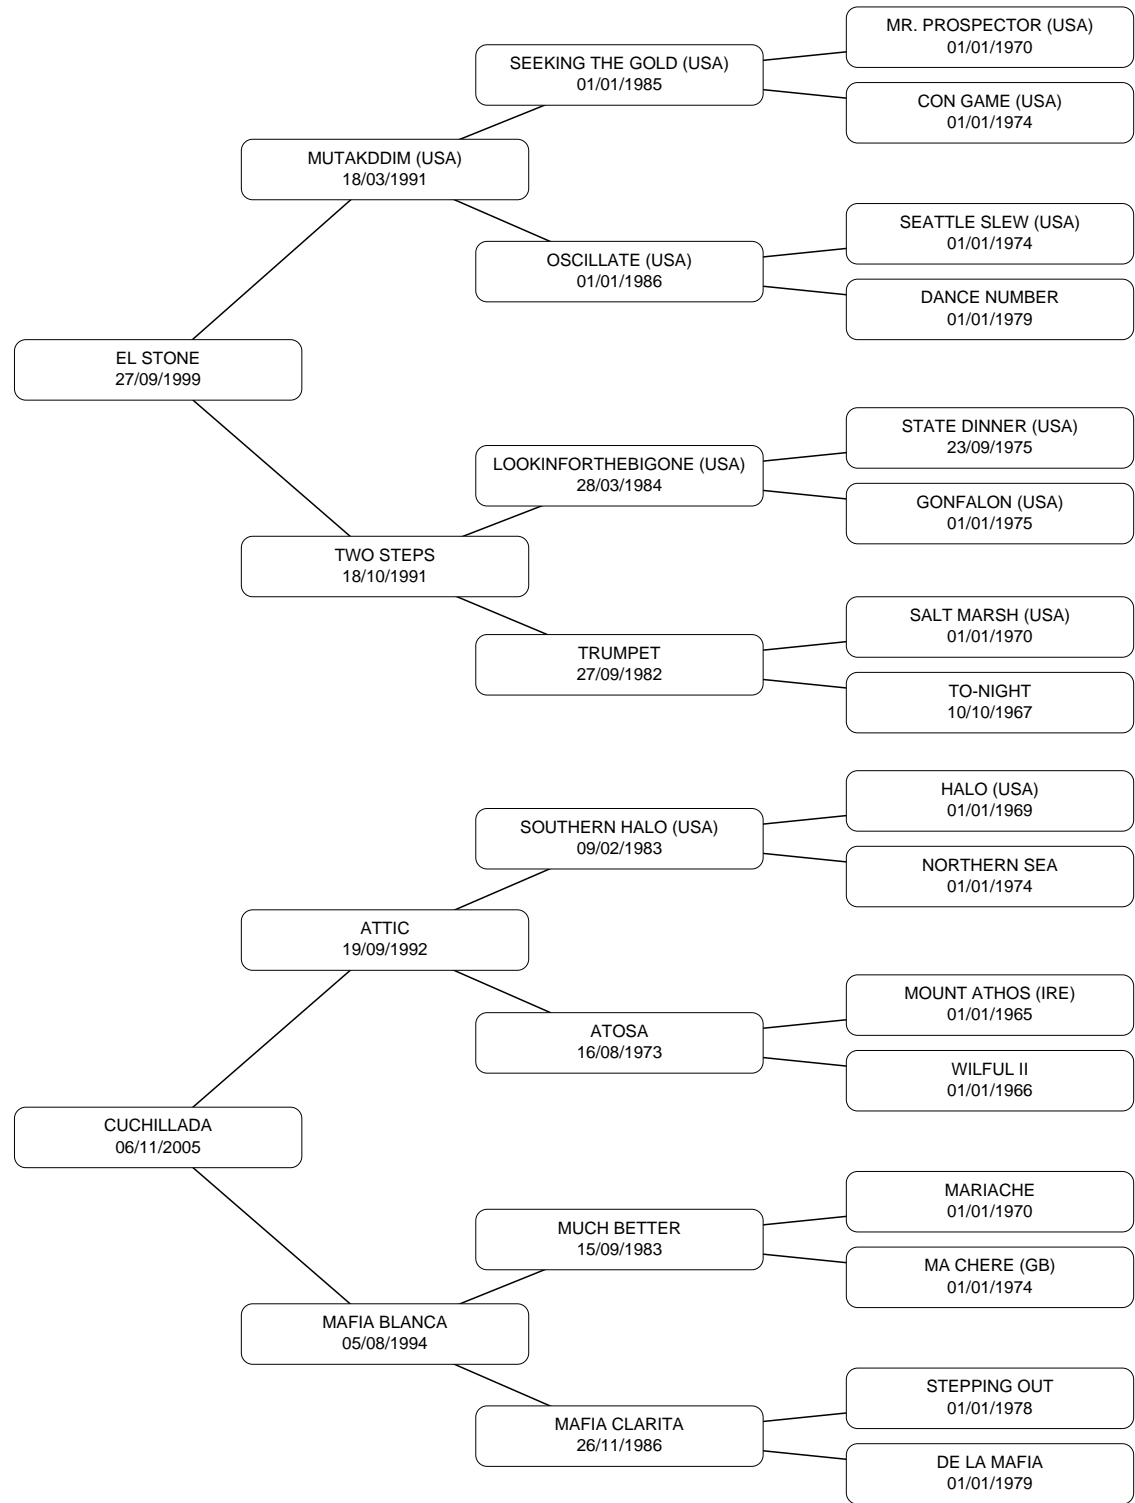 MR. PROSPECTOR (USA)
01/01/1970
SEEKING THE GOLD (USA)
01/01/1985
CON GAME (USA)
01/01/1974
MUTAKDDIM (USA)
18/03/1991
SEATTLE SLEW (USA)
01/01/1974
OSCILLATE (USA)
01/01/1986
DANCE NUMBER
01/01/1979
EL STONE
27/09/1999
STATE DINNER (USA)
23/09/1975
LOOKINFORTHEBIGONE (USA)
28/03/1984
GONFALON (USA)
01/01/1975
TWO STEPS
18/10/1991
SALT MARSH (USA)
01/01/1970
TRUMPET
27/09/1982
TO-NIGHT
10/10/1967
HALO (USA)
01/01/1969
SOUTHERN HALO (USA)
09/02/1983
NORTHERN SEA
01/01/1974
ATTIC
19/09/1992
MOUNT ATHOS (IRE)
01/01/1965
ATOSA
16/08/1973
WILFUL II
01/01/1966
CUCHILLADA
06/11/2005
MARIACHE
01/01/1970
MUCH BETTER
15/09/1983
MA CHERE (GB)
01/01/1974
MAFIA BLANCA
05/08/1994
STEPPING OUT
01/01/1978
MAFIA CLARITA
26/11/1986
DE LA MAFIA
01/01/1979